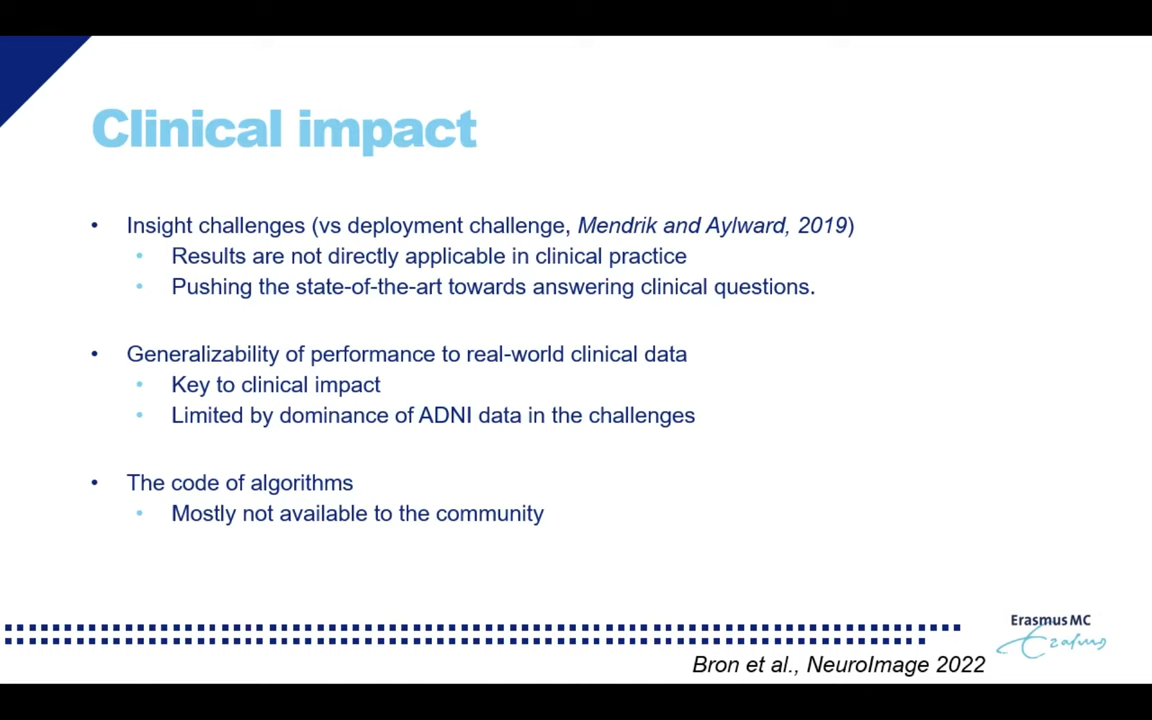 Clinical impact
• Insight challenges (vs deployment challenge, Mendrik and Aylward, 2019)
• Results are not directly applicable in clinical practice
• Pushing the state-of-the-art towards answering clinical questions.
• Generalizability of performance to real-world clinical data
• Key to clinical impact
• Limited by dominance of ADNI data in the challenges
• The code of algorithms
• Mostly not available to the community
Erasmus MC
Erasmus
Bron et al., NeuroImage 2022